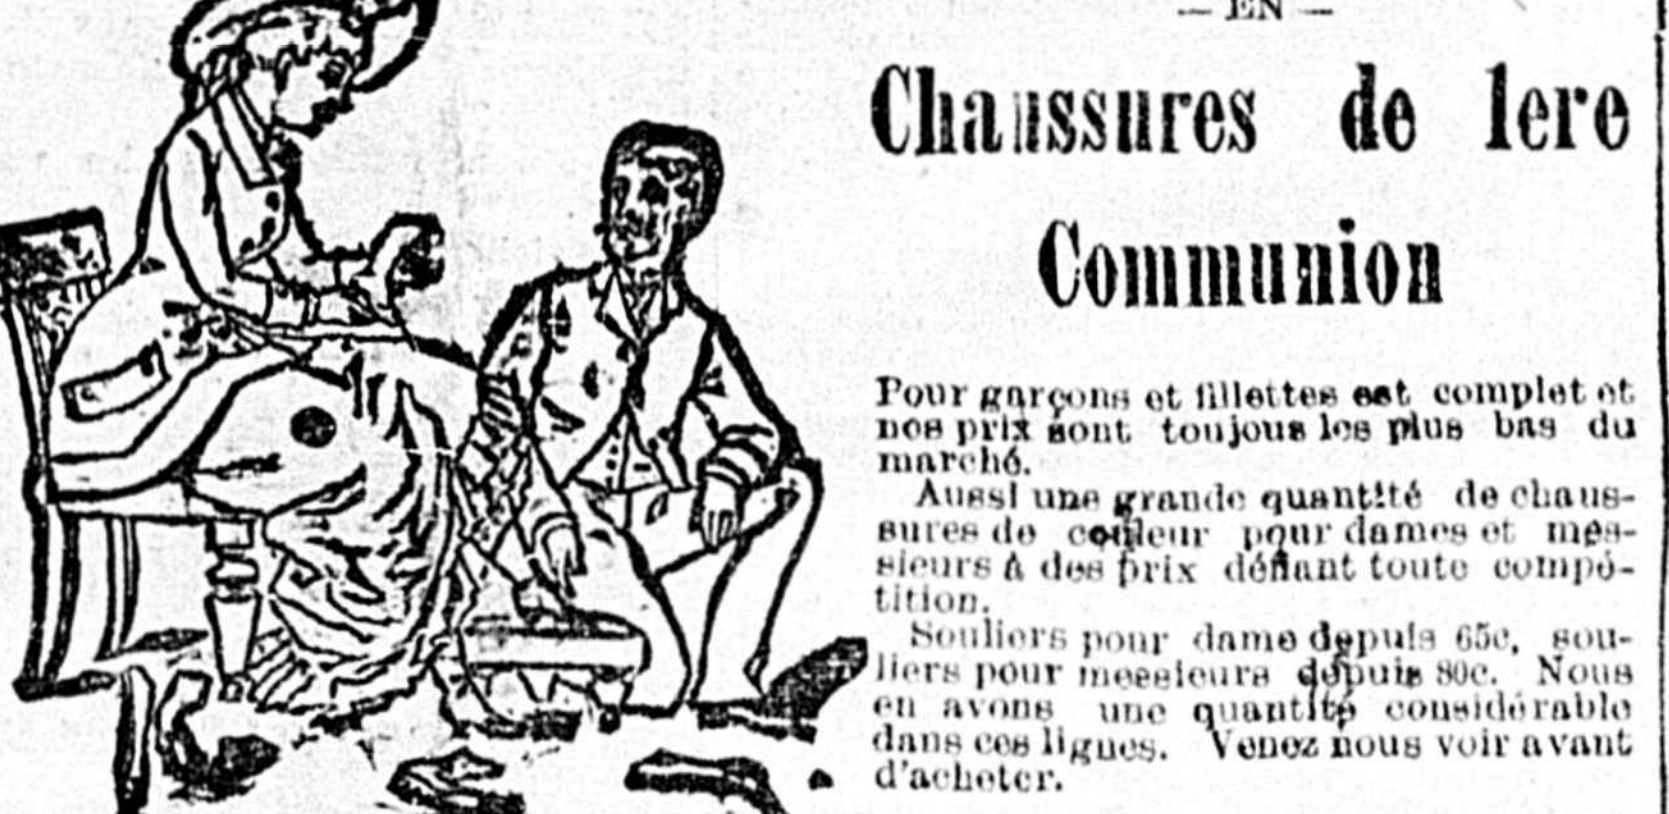 — EN —
Chaussures de 1ere
Communion
Pour garçons et fillettes est complet et
nos prix sont toujous les plus bas du
marché.
Aussi une grande quantité de chaus-
sures de couleur pour dames et mes-
sieurs à des prix défiant toute compé-
tition.
Souliers pour dame depuis 65c, sou-
liers pour messieurs depuis 80c. Nous
en avons une quantité considérable
dans ces lignes. Venez nous voir avant
d'acheter.